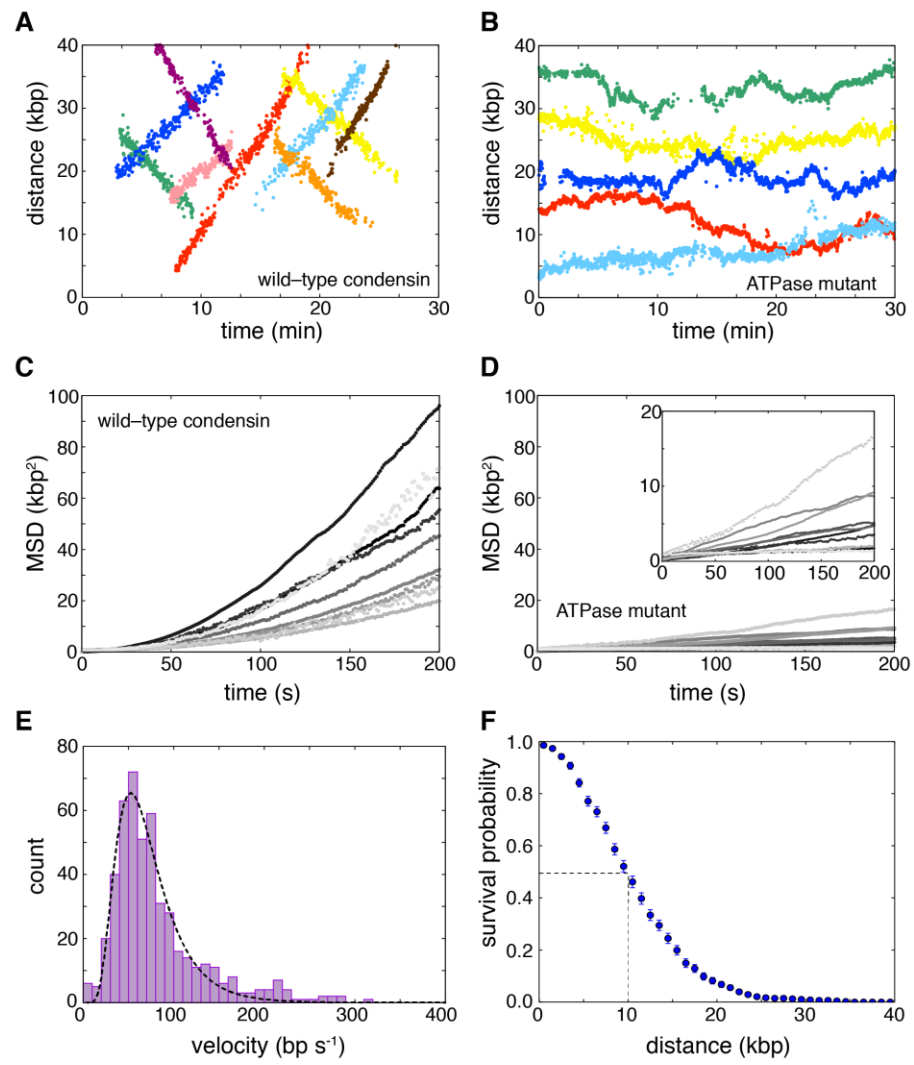 A
distance (kbp)
40
30
20
10
0
wild–type condensin
0 10 20 30
time (min)
B
distance (kbp)
40
30
20
10
0
ATPase mutant
0 10 20 30
time (min)
C
MSD (kbp²)
100
80
60
40
20
0
wild–type condensin
0 50 100 150 200
time (s)
D
MSD (kbp²)
100
80
60
40
20
0
20
10
0
0 50 100 150 200
ATPase mutant
0 50 100 150 200
time (s)
E
count
80
60
40
20
0
0 100 200 300 400
velocity (bp s⁻¹)
F
survival probability
1.0
0.8
0.6
0.4
0.2
0.0
0 10 20 30 40
distance (kbp)